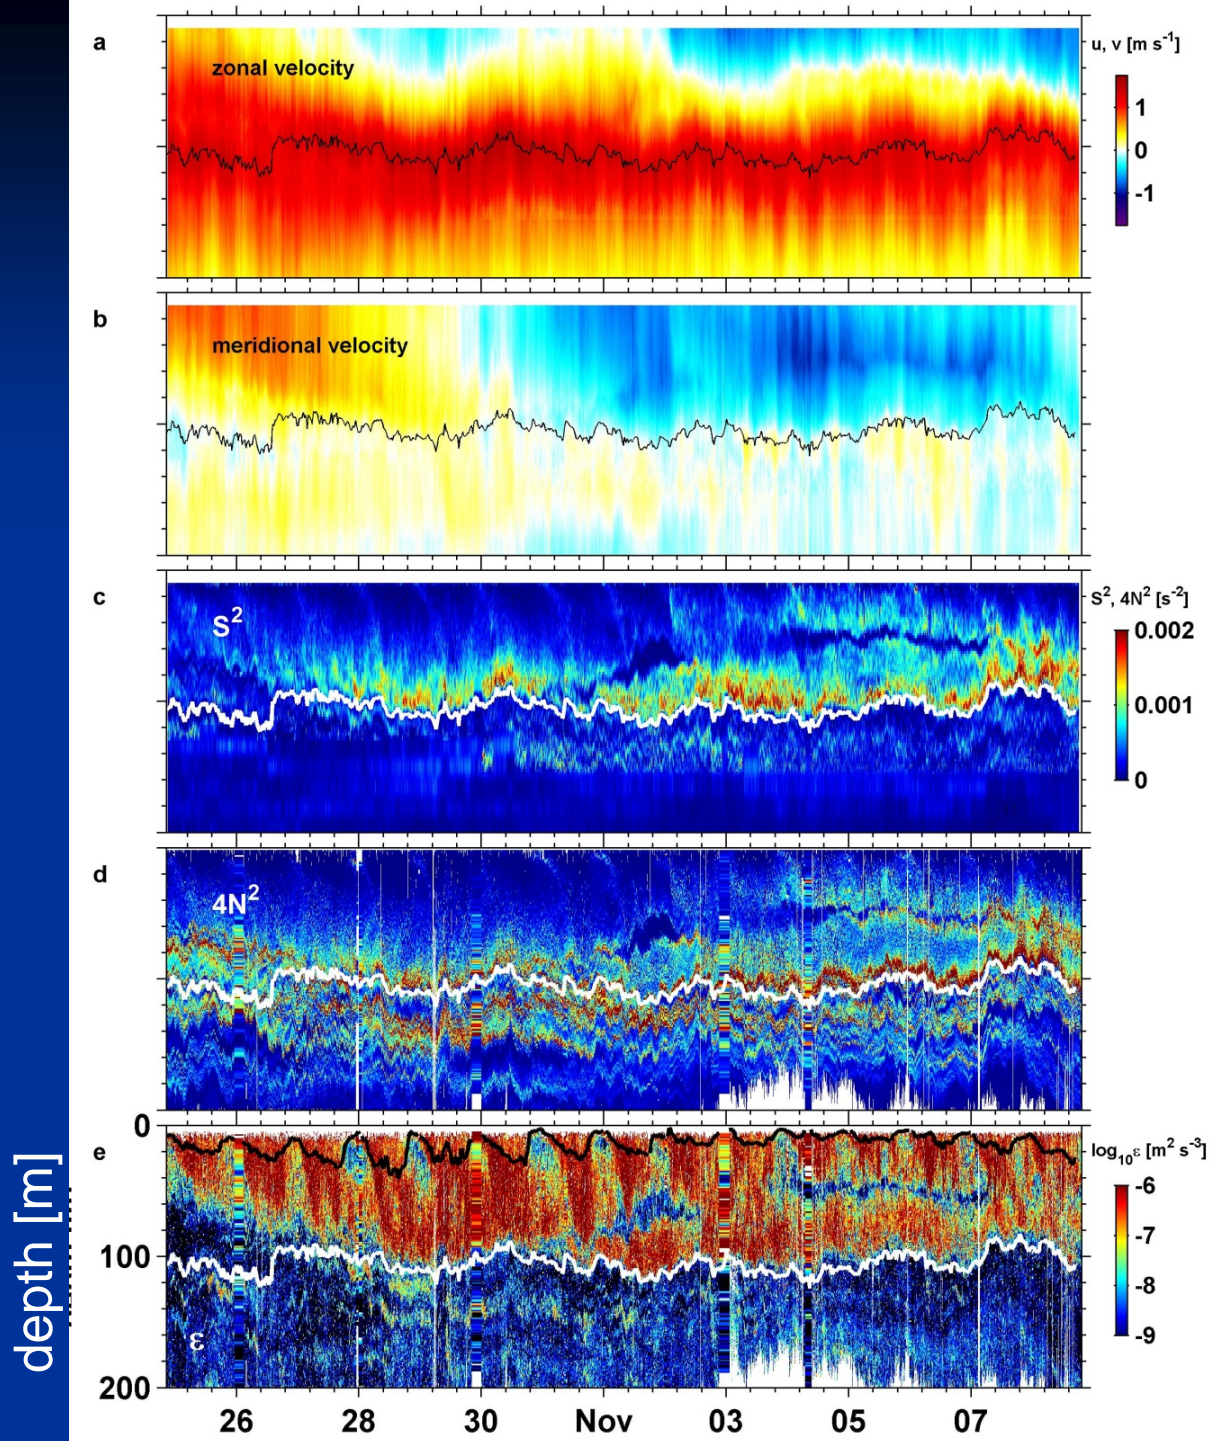 a
zonal velocity
u, v [m s-1]
1
0
-1
b
meridional velocity
c
S2
S2, 4N2 [s-2]
0.002
0.001
0
d
4N2
0
e
log10ε [m2 s-3]
-6
-7
-8
-9
100
ε
200
26
28
30
Nov
03
05
07
depth [m]